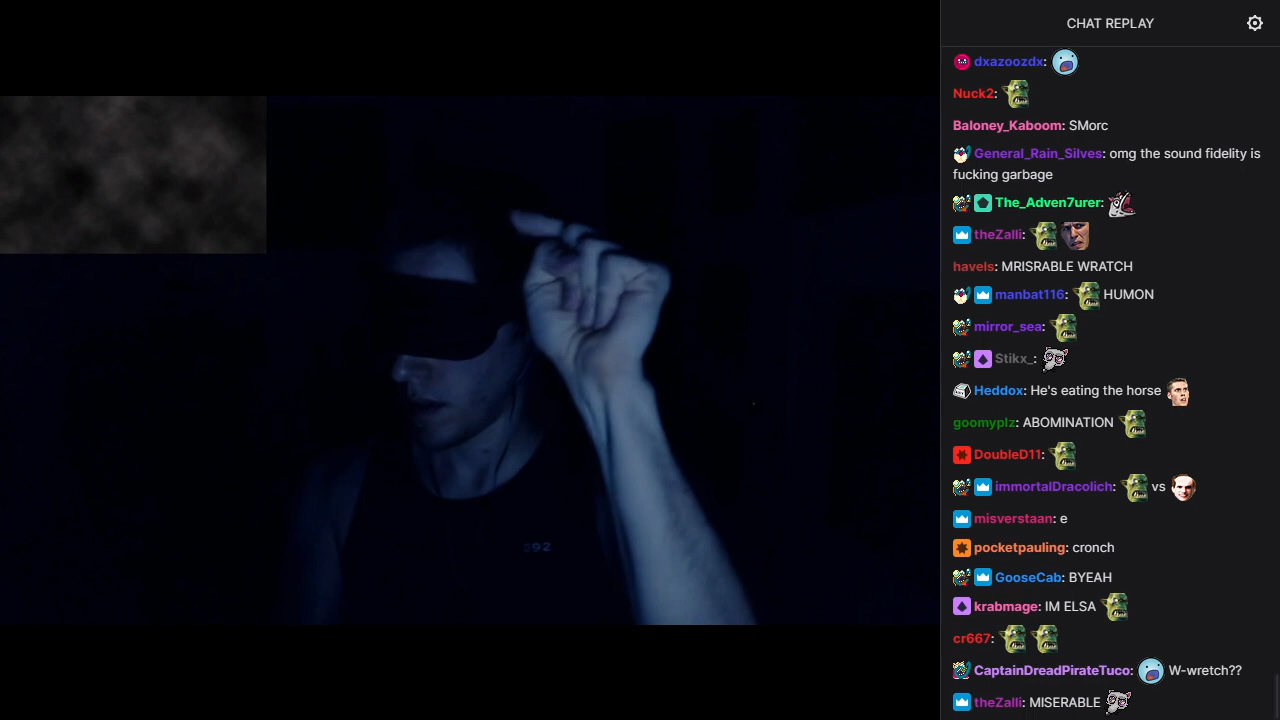 CHAT REPLAY
dxazoozdx:
Nuck2:
Baloney_Kaboom: SMorc
General_Rain_Silves: omg the sound fidelity is
fucking garbage
The_Adven7urer:
theZalli:
havels: MRISRABLE WRATCH
manbat116: HUMON
mirror_sea:
Stikx_:
Heddox: He's eating the horse
goomyplz: ABOMINATION
DoubleD11:
immortalDracolich: vs
misverstaan: e
pocketpauling: cronch
GooseCab: BYEAH
krabmage: IM ELSA
cr667:
CaptainDreadPirateTuco: W-wretch??
theZalli: MISERABLE